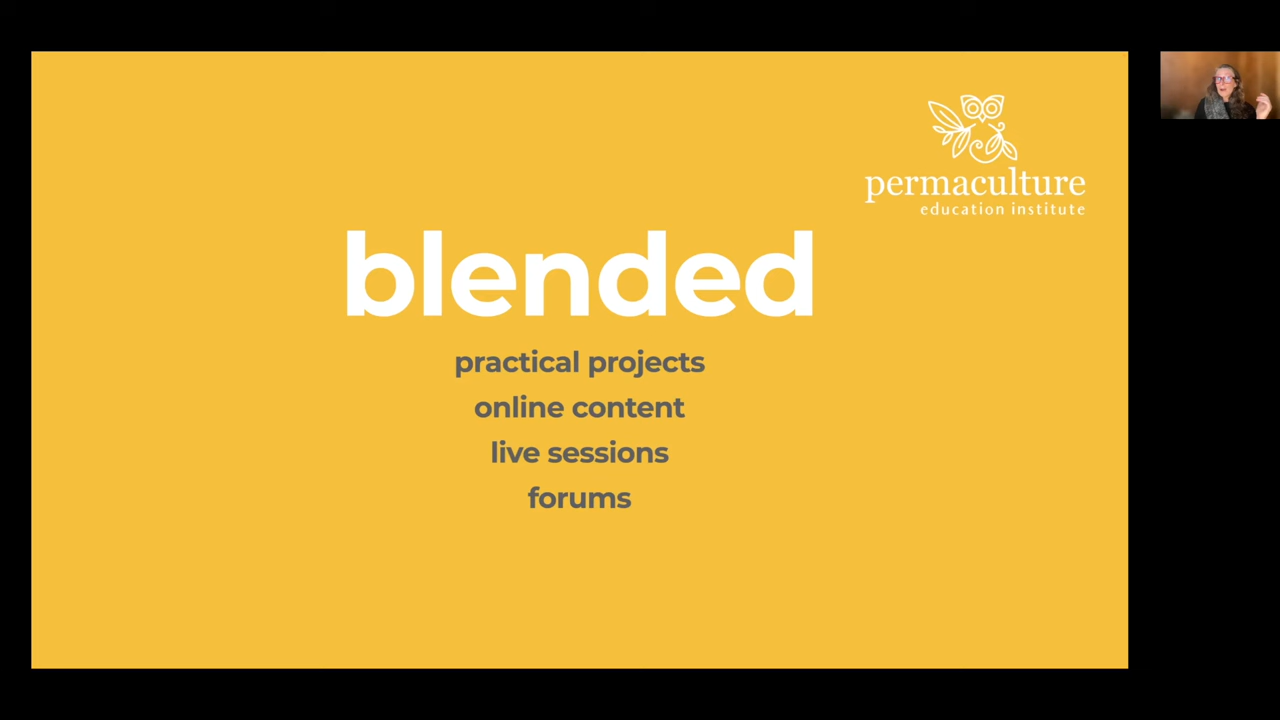 permaculture
education institute
blended
practical projects
online content
live sessions
forums